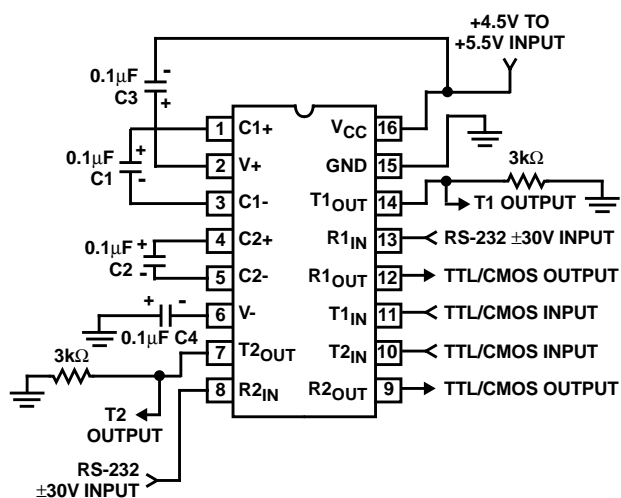 +4.5V TO
+5.5V INPUT
0.1μF
-
C3
+
0.1μF
+
C1
-
0.1μF
+
C2
-
+ -
0.1μF C4
3kΩ
T2
OUTPUT
RS-232
±30V INPUT
1 C1+
2 V+
3 C1-
4 C2+
5 C2-
6 V-
7 T2OUT
8 R2IN
VCC 16
GND 15
T1OUT 14
R1IN 13
R1OUT 12
T1IN 11
T2IN 10
R2OUT 9
3kΩ
T1 OUTPUT
RS-232 ±30V INPUT
TTL/CMOS OUTPUT
TTL/CMOS INPUT
TTL/CMOS INPUT
TTL/CMOS OUTPUT